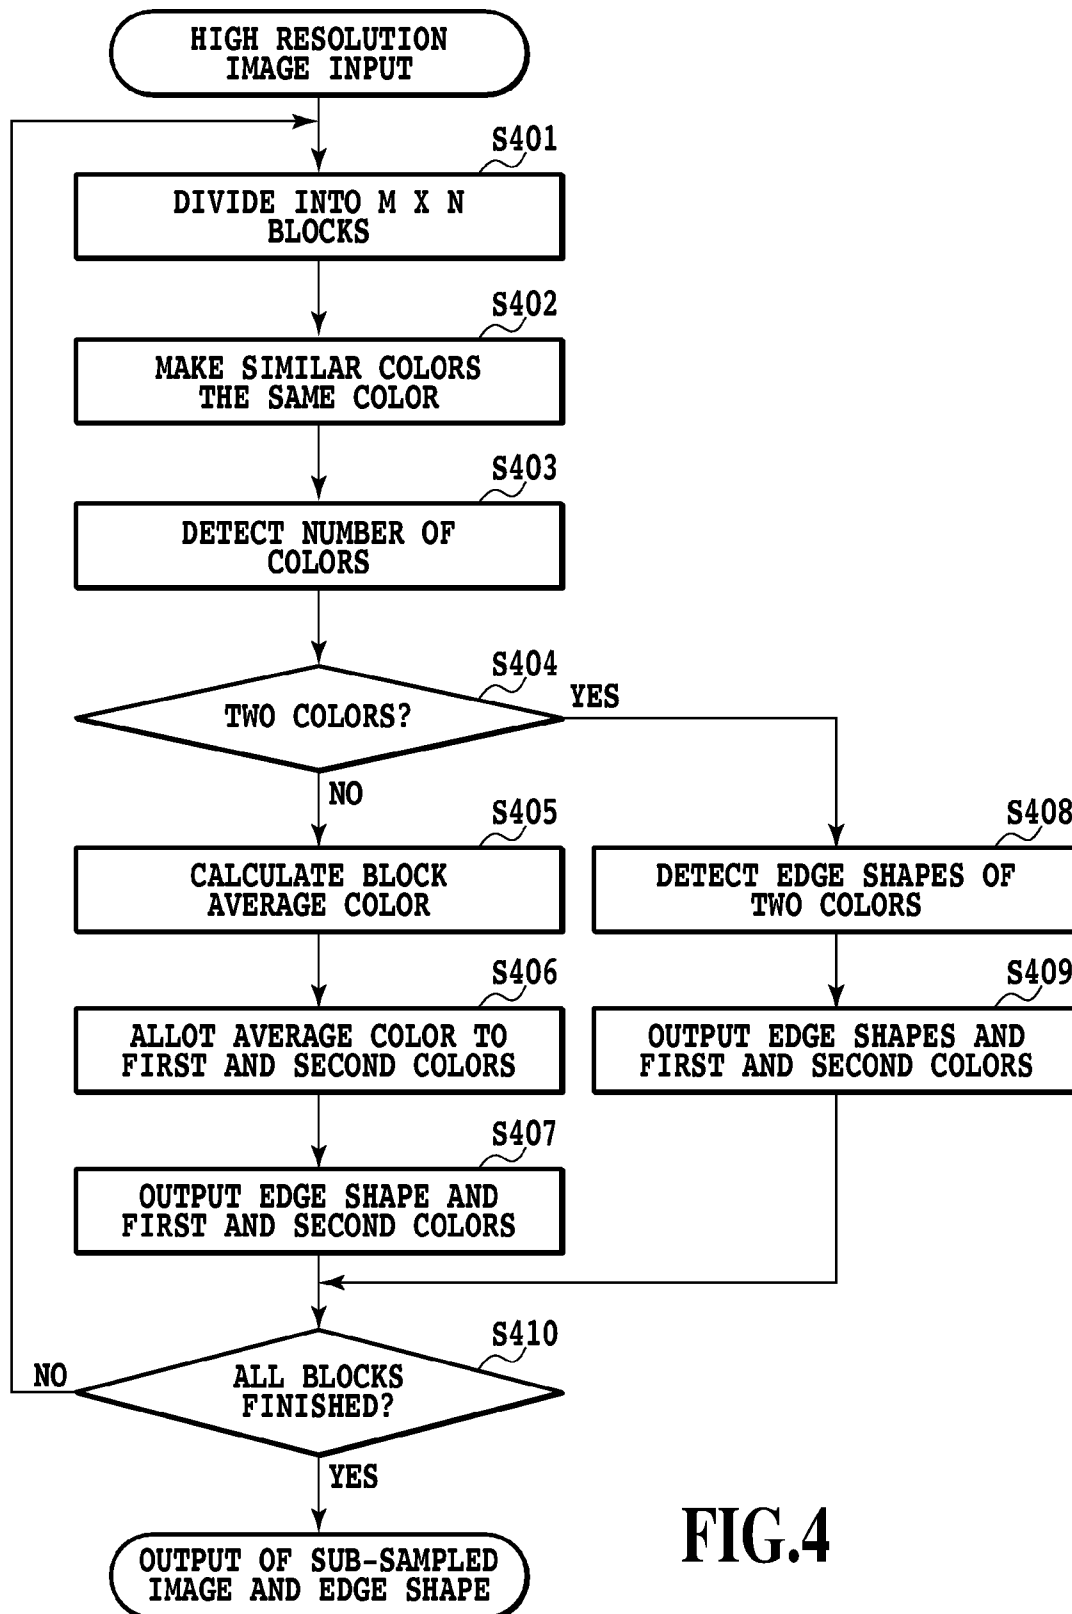 HIGH RESOLUTION
IMAGE INPUT
S401
DIVIDE INTO M X N
BLOCKS
S402
MAKE SIMILAR COLORS
THE SAME COLOR
S403
DETECT NUMBER OF
COLORS
S404
TWO COLORS?
YES
NO
S405
CALCULATE BLOCK
AVERAGE COLOR
S408
DETECT EDGE SHAPES OF
TWO COLORS
S406
ALLOT AVERAGE COLOR TO
FIRST AND SECOND COLORS
S409
OUTPUT EDGE SHAPES AND
FIRST AND SECOND COLORS
S407
OUTPUT EDGE SHAPE AND
FIRST AND SECOND COLORS
S410
ALL BLOCKS
FINISHED?
NO
YES
OUTPUT OF SUB-SAMPLED
IMAGE AND EDGE SHAPE
FIG.4